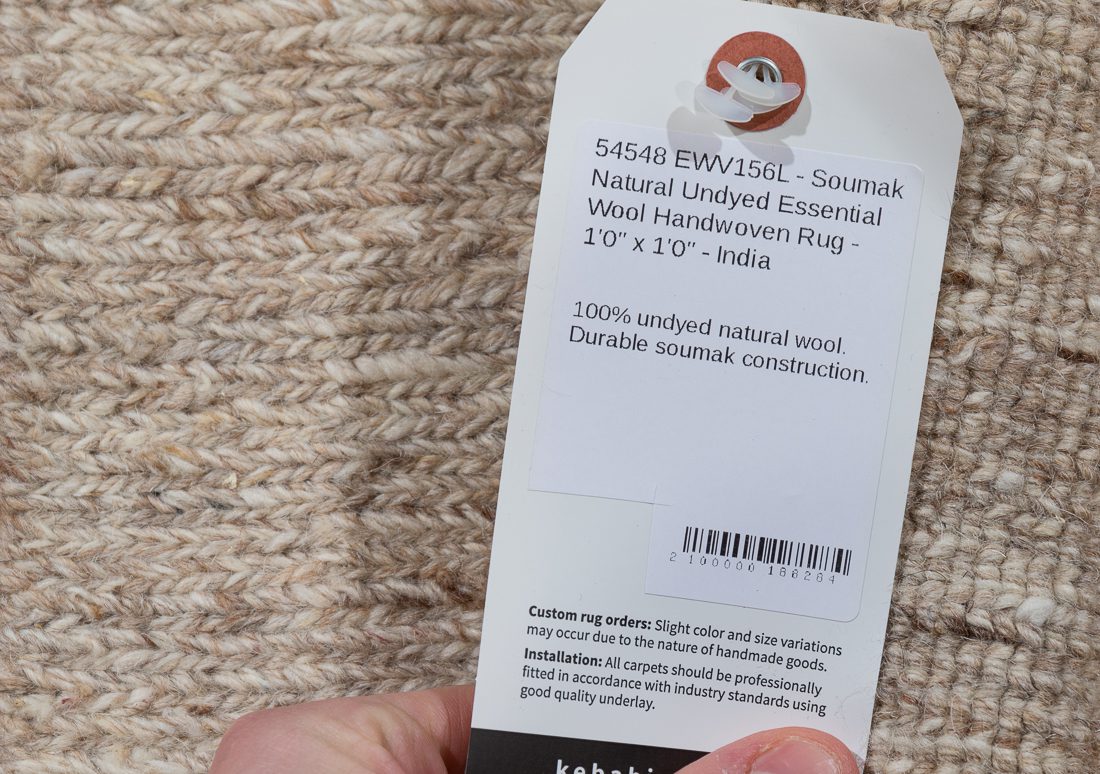 54548 EWV156L - Soumak
Natural Undyed Essential
Wool Handwoven Rug -
1'0" x 1'0" - India
100% undyed natural wool.
Durable soumak construction.
2 100000 186284
Custom rug orders: Slight color and size variations
may occur due to the nature of handmade goods.
Installation: All carpets should be professionally
fitted in accordance with industry standards using
good quality underlay.